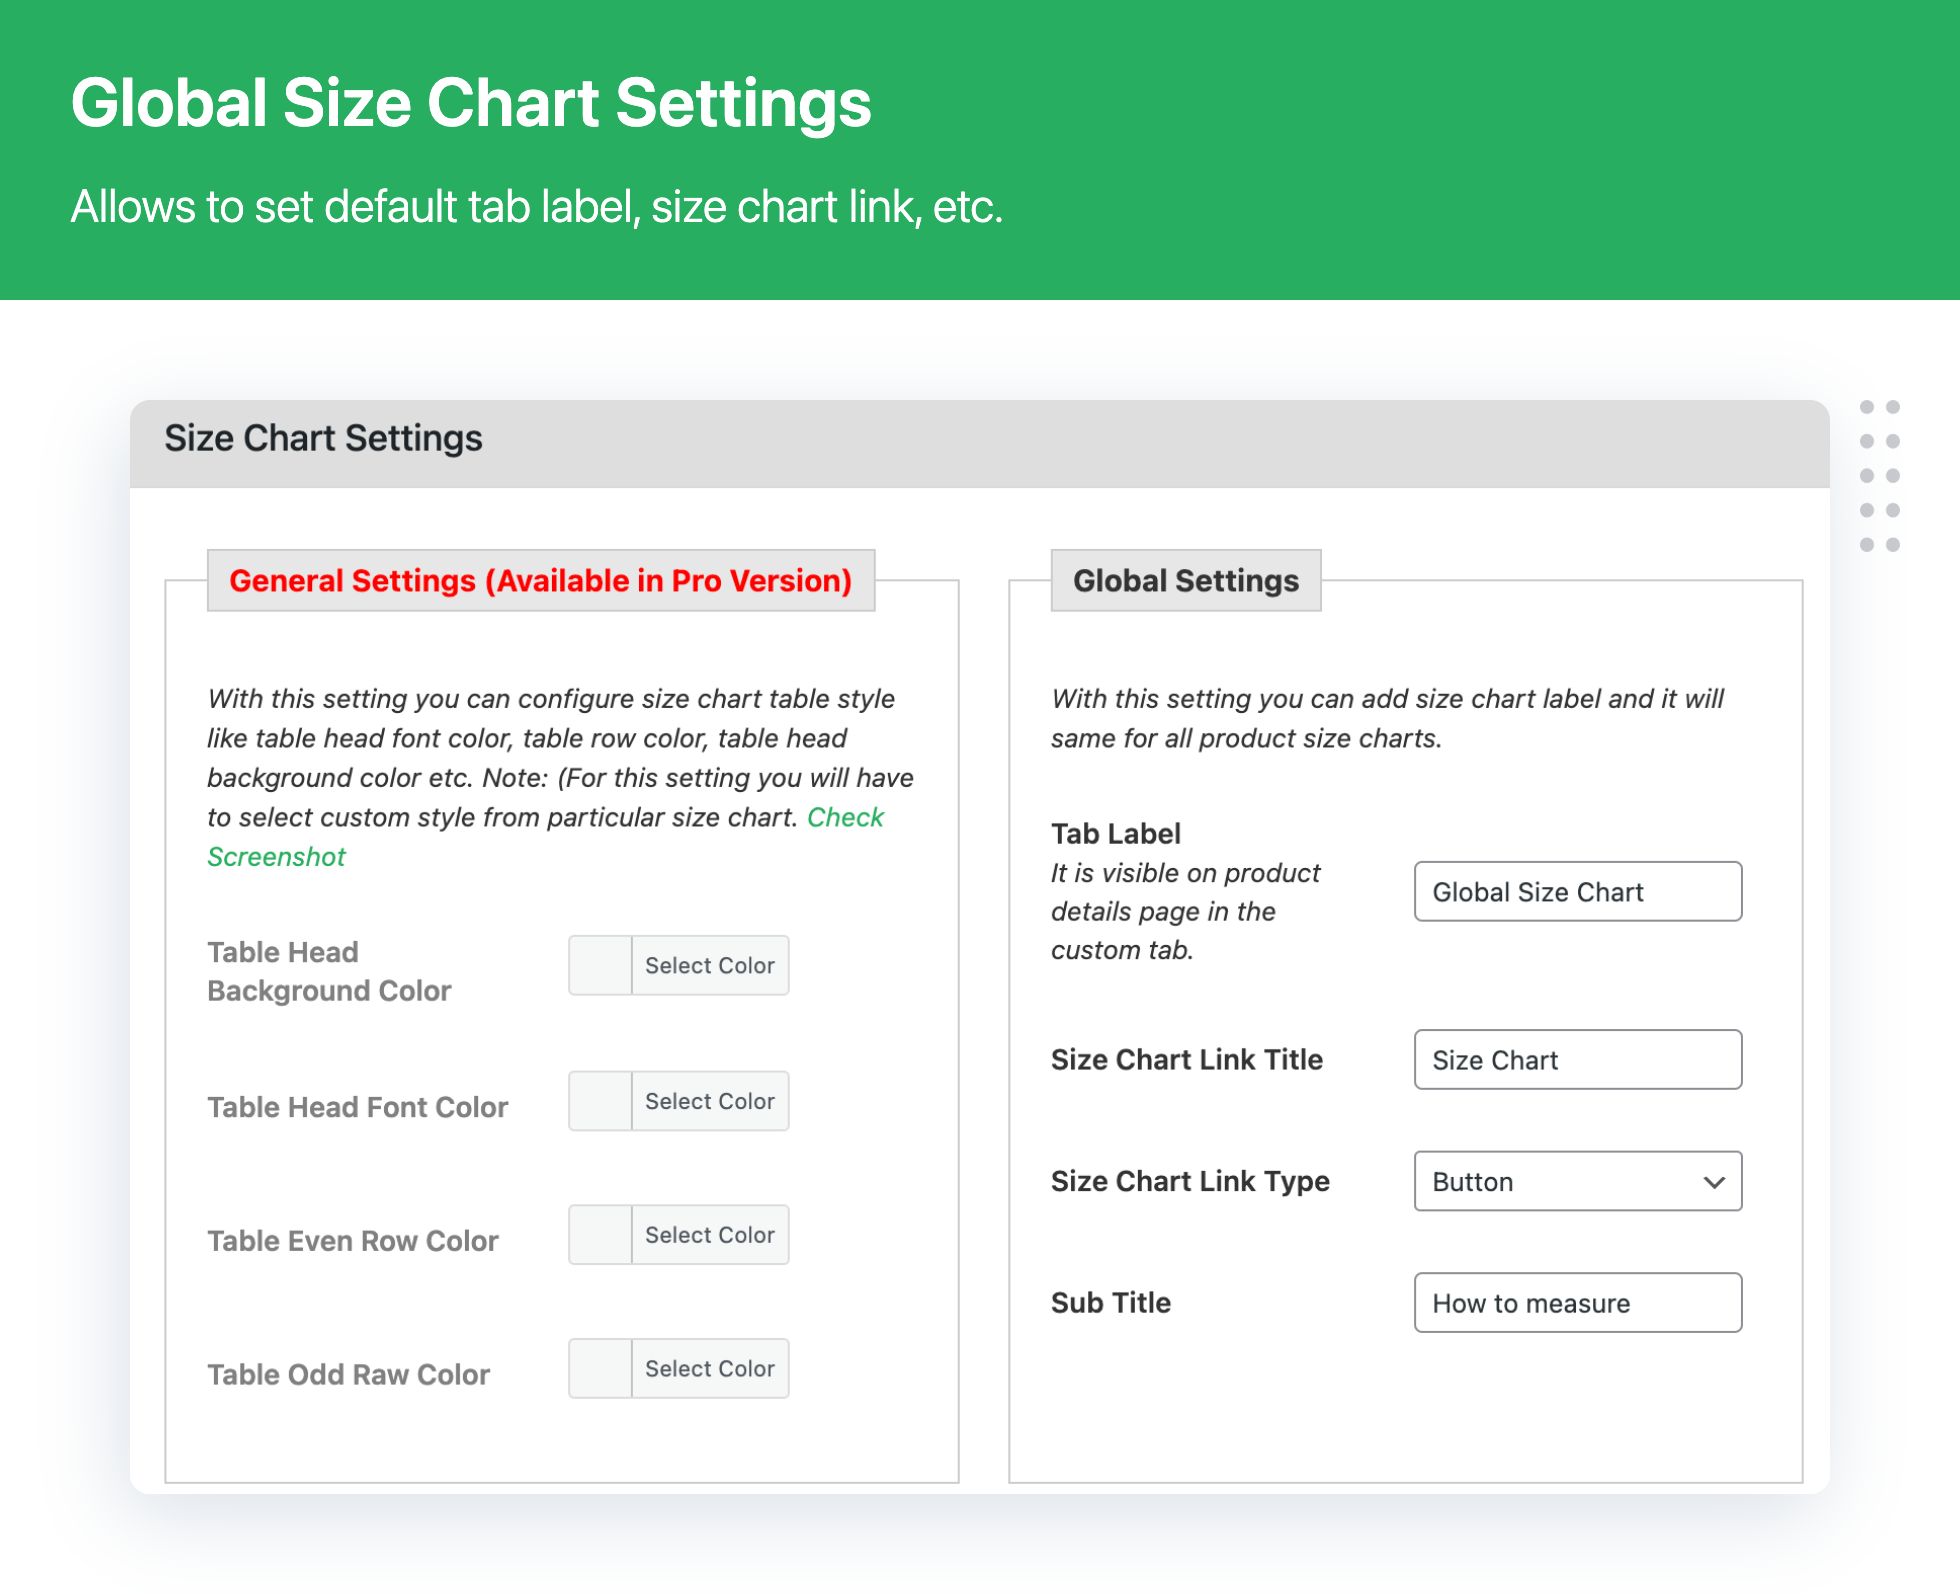 Global Size Chart Settings
Allows to set default tab label, size chart link, etc.
Size Chart Settings
General Settings (Available in Pro Version)
With this setting you can configure size chart table style
like table head font color, table row color, table head
background color etc. Note: (For this setting you will have
to select custom style from particular size chart. Check
Screenshot
Table Head
Background Color
Select Color
Table Head Font Color
Select Color
Table Even Row Color
Select Color
Table Odd Raw Color
Select Color
Global Settings
With this setting you can add size chart label and it will
same for all product size charts.
Tab Label
It is visible on product
details page in the
custom tab.
Global Size Chart
Size Chart Link Title
Size Chart
Size Chart Link Type
Button
Sub Title
How to measure